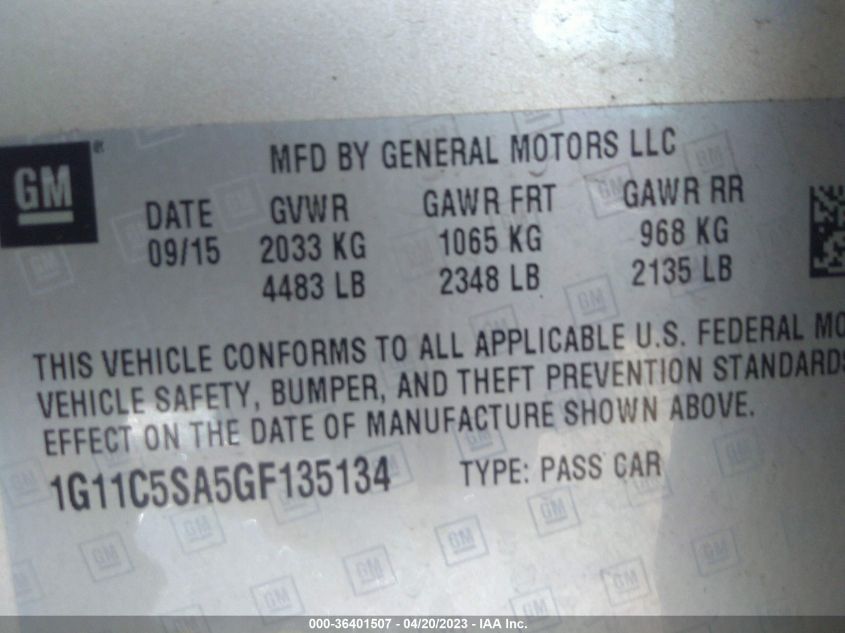 MFD BY GENERAL MOTORS LLC
GM
DATE GVWR GAWR FRT GAWR RR
09/15 2033 KG 1065 KG 968 KG
4483 LB 2348 LB 2135 LB
THIS VEHICLE CONFORMS TO ALL APPLICABLE U.S. FEDERAL MO
VEHICLE SAFETY, BUMPER, AND THEFT PREVENTION STANDARDS
EFFECT ON THE DATE OF MANUFACTURE SHOWN ABOVE.
1G11C5SA5GF135134 TYPE: PASS CAR
000-36401507 - 04/20/2023 - IAA Inc.